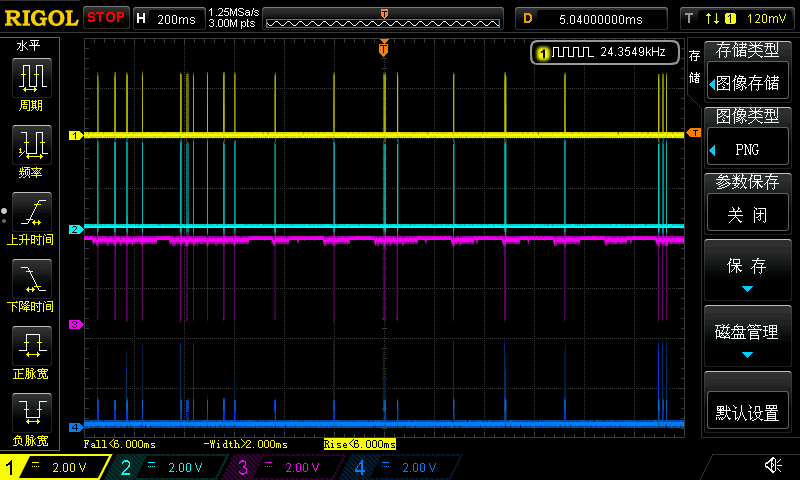 RIGOL STOP H 200ms 1.25MSa/s 3.00M pts D 5.04000000ms T 1 120mV
水平
周期
频率
上升时间
下降时间
正脉宽
负脉宽
T
1 24.3549kHz
1
2
3
4
T
Fall<6.000ms -Width>2.000ms Rise<6.000ms
存储
存储类型
图像存储
图像类型
PNG
参数保存
关 闭
保 存
磁盘管理
默认设置
1 2.00 V 2 2.00 V 3 2.00 V 4 2.00 V